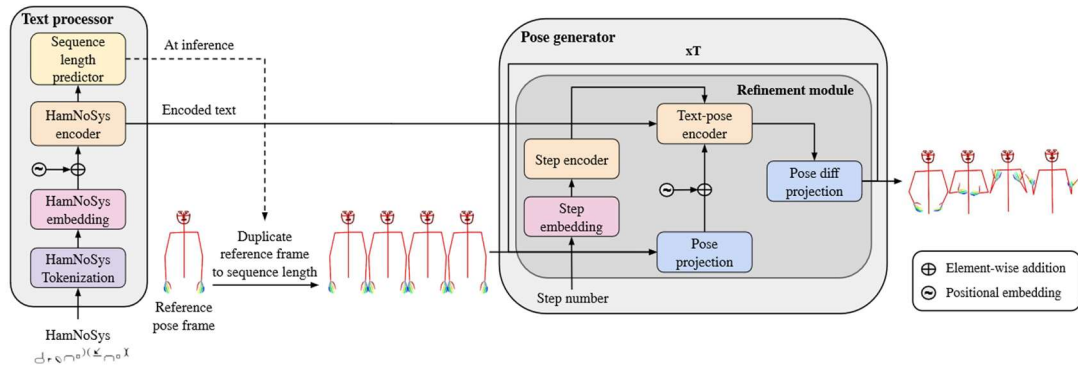 Text processor
Sequence
length
predictor
At inference
HamNoSys
encoder
Encoded text
HamNoSys
embedding
HamNoSys
Tokenization
HamNoSys
Reference
pose frame
Duplicate
reference frame
to sequence length
Pose generator
xT
Refinement module
Text-pose
encoder
Step encoder
Pose diff
projection
Step
embedding
Pose
projection
Step number
Element-wise addition
Positional embedding